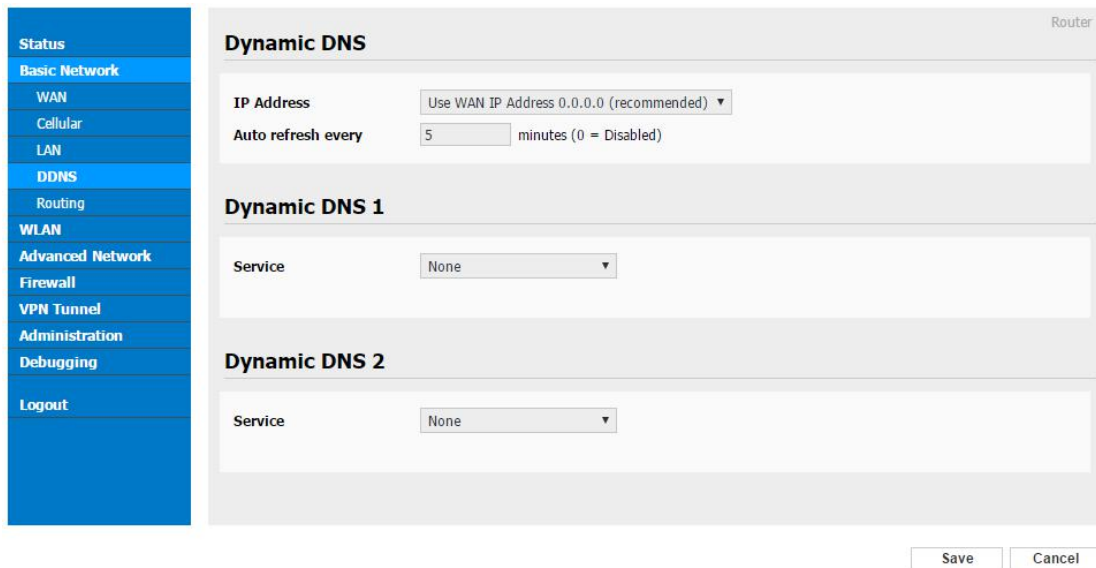 Router
Status
Basic Network
WAN
Cellular
LAN
DDNS
Routing
WLAN
Advanced Network
Firewall
VPN Tunnel
Administration
Debugging
Logout
Dynamic DNS
IP Address Use WAN IP Address 0.0.0.0 (recommended)
Auto refresh every 5 minutes (0 = Disabled)
Dynamic DNS 1
Service None
Dynamic DNS 2
Service None
Save Cancel